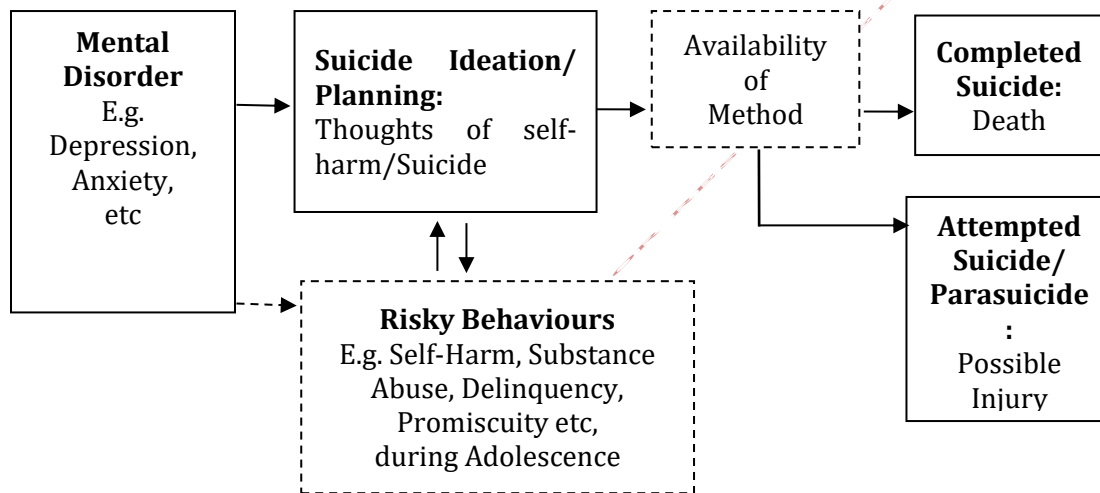 Mental
Disorder
E.g.
Depression,
Anxiety,
etc
Suicide Ideation/
Planning:
Thoughts of self-
harm/Suicide
Availability
of
Method
Completed
Suicide:
Death
Attempted
Suicide/
Parasuicide
:
Possible
Injury
Risky Behaviours
E.g. Self-Harm, Substance
Abuse, Delinquency,
Promiscuity etc,
during Adolescence